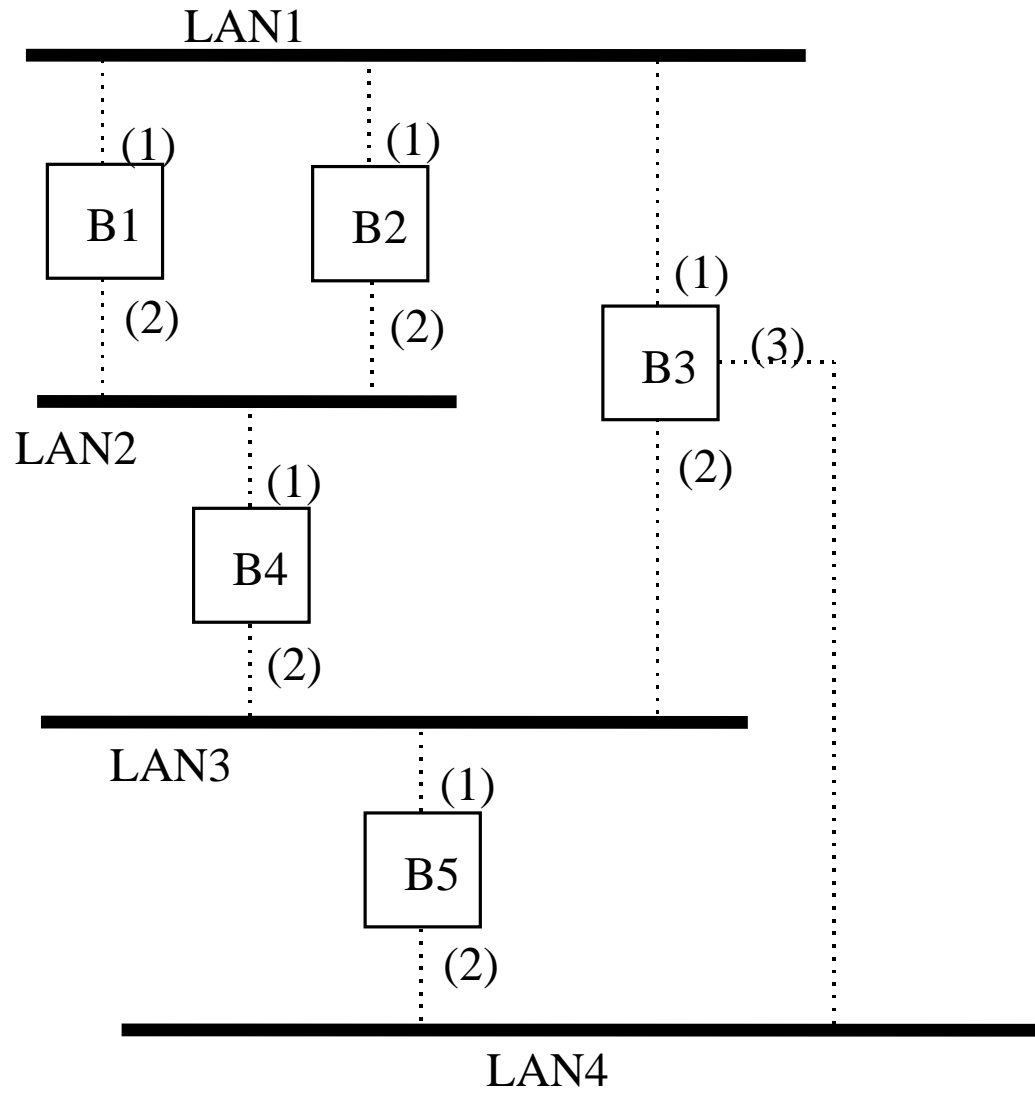 LAN1
(1)
(1)
B1
B2
(1)
(2)
(2)
(3)
B3
LAN2
(1)
(2)
B4
(2)
LAN3
(1)
B5
(2)
LAN4